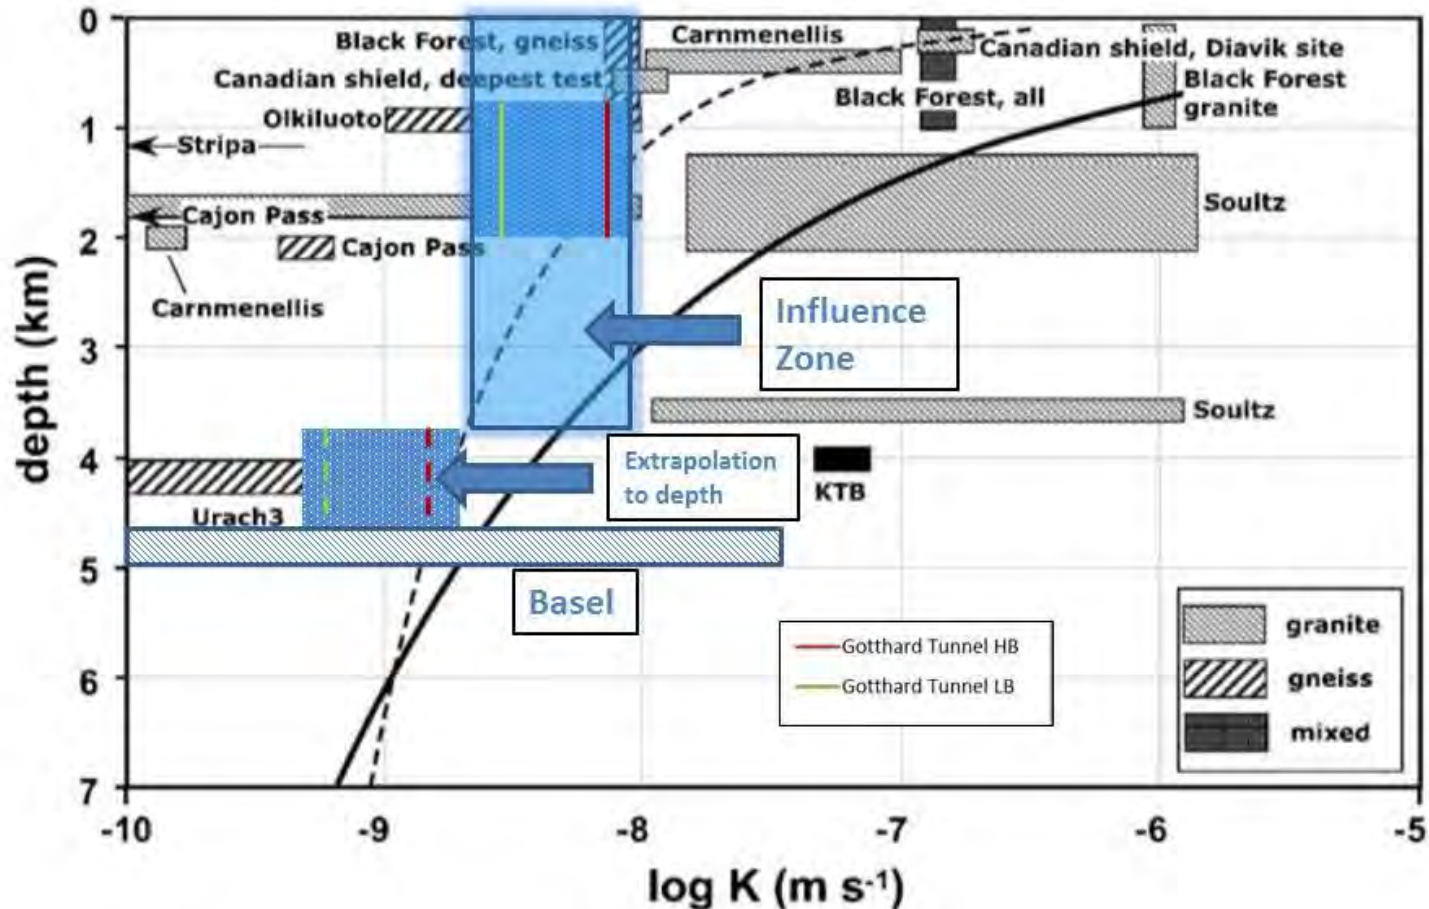 0
Black Forest, gneiss
Carnmenellis
Canadian shield, Diavik site
Canadian shield, deepest test
Black Forest
granite
Black Forest, all
Olkiluoto
1
Stripa
Soultz
Cajon Pass
2
Cajon Pass
Carnmenellis
Influence
Zone
3
depth (km)
Soultz
4
Extrapolation
to depth
KTB
Urach3
5
Basel
granite
Gotthard Tunnel HB
gneiss
6
Gotthard Tunnel LB
mixed
7
-10
-9
-8
-7
-6
-5
log K (m s-1)